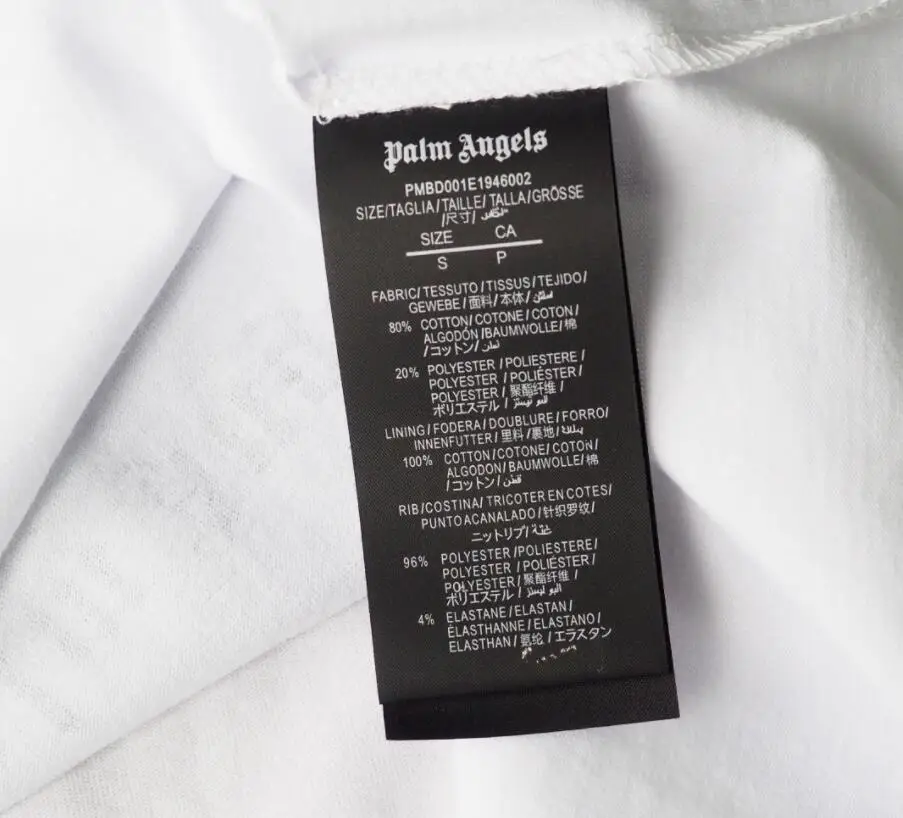 Palm Angels
PMBD001E1946002
SIZE/TAGLIA/TAILLE/TALLA/GRÖSSE
/尺寸/
SIZE CA
S P
FABRIC/TESSUTO/TISSUS/TEJIDO/
GEWEBE/面料/本体/
80% COTTON/COTONE/COTON/
ALGODÓN/BAUMWOLLE/棉
/コットン/
20% POLYESTER/POLIESTERE/
POLYESTER/POLIÉSTER/
POLYESTER/聚酯纤维/
ポリエステル/
LINING/FODERA/DOUBLURE/FORRO/
INNENFUTTER/里料/裏地/
100% COTTON/COTONE/COTON/
ALGODON/BAUMWOLLE/棉
/コットン/قطن
RIB/COSTINA/TRICOTER EN COTES/
PUNTO ACANALADO/针织罗纹/
ニットリブ/
96% POLYESTER/POLIESTERE/
POLYESTER/POLIÉSTER/
POLYESTER/聚酯纤维/
ポリエステル/
4% ELASTANE/ELASTAN/
ÉLASTHANNE/ELASTANO/
ELASTHAN/氨纶/エラスタン